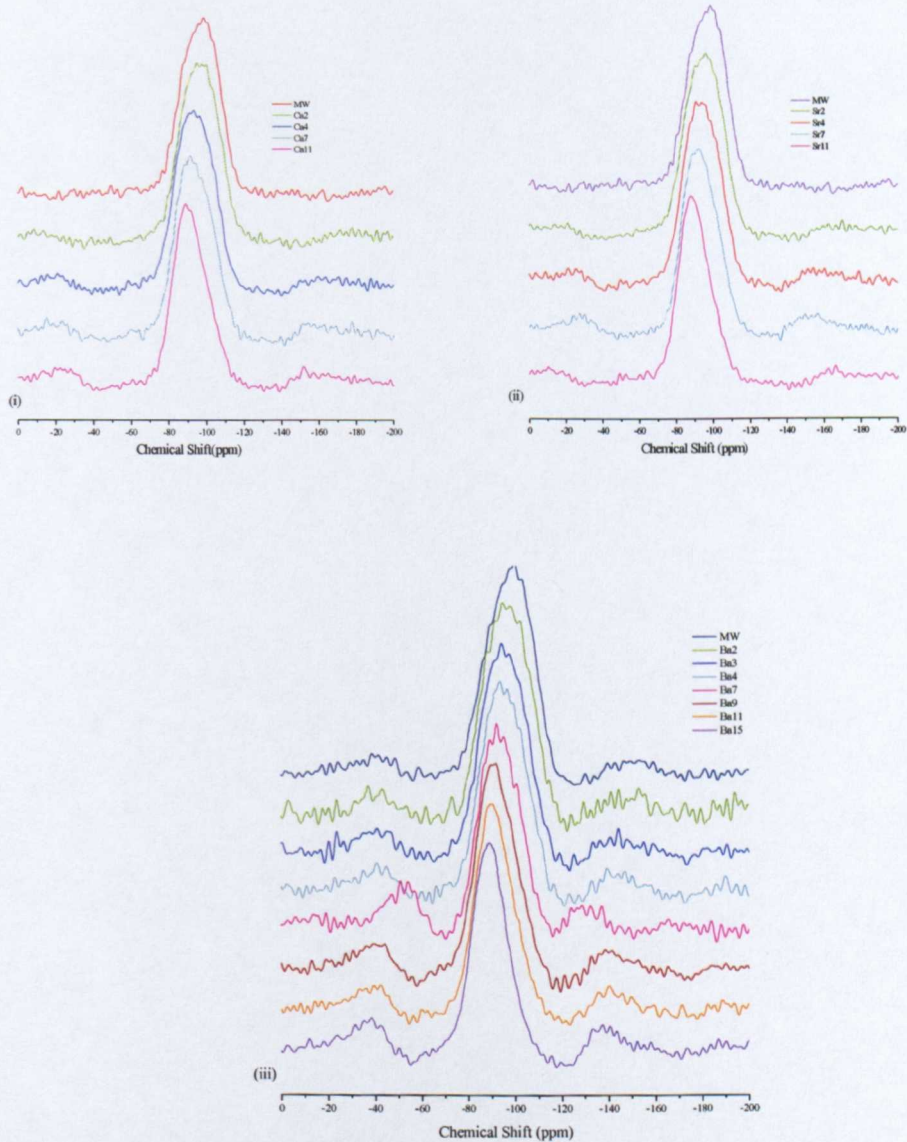 MW
Ca2
Ca4
Ca7
Ca11
(i)
0 -20 -40 -60 -80 -100 -120 -140 -160 -180 -200
Chemical Shift(ppm)
MW
Sr2
Sr4
Sr7
Sr11
(ii)
0 -20 -40 -60 -80 -100 -120 -140 -160 -180 -200
Chemical Shift (ppm)
MW
Ba2
Ba3
Ba4
Ba7
Ba9
Ba11
Ba15
(iii)
0 -20 -40 -60 -80 -100 -120 -140 -160 -180 -200
Chemical Shift (ppm)